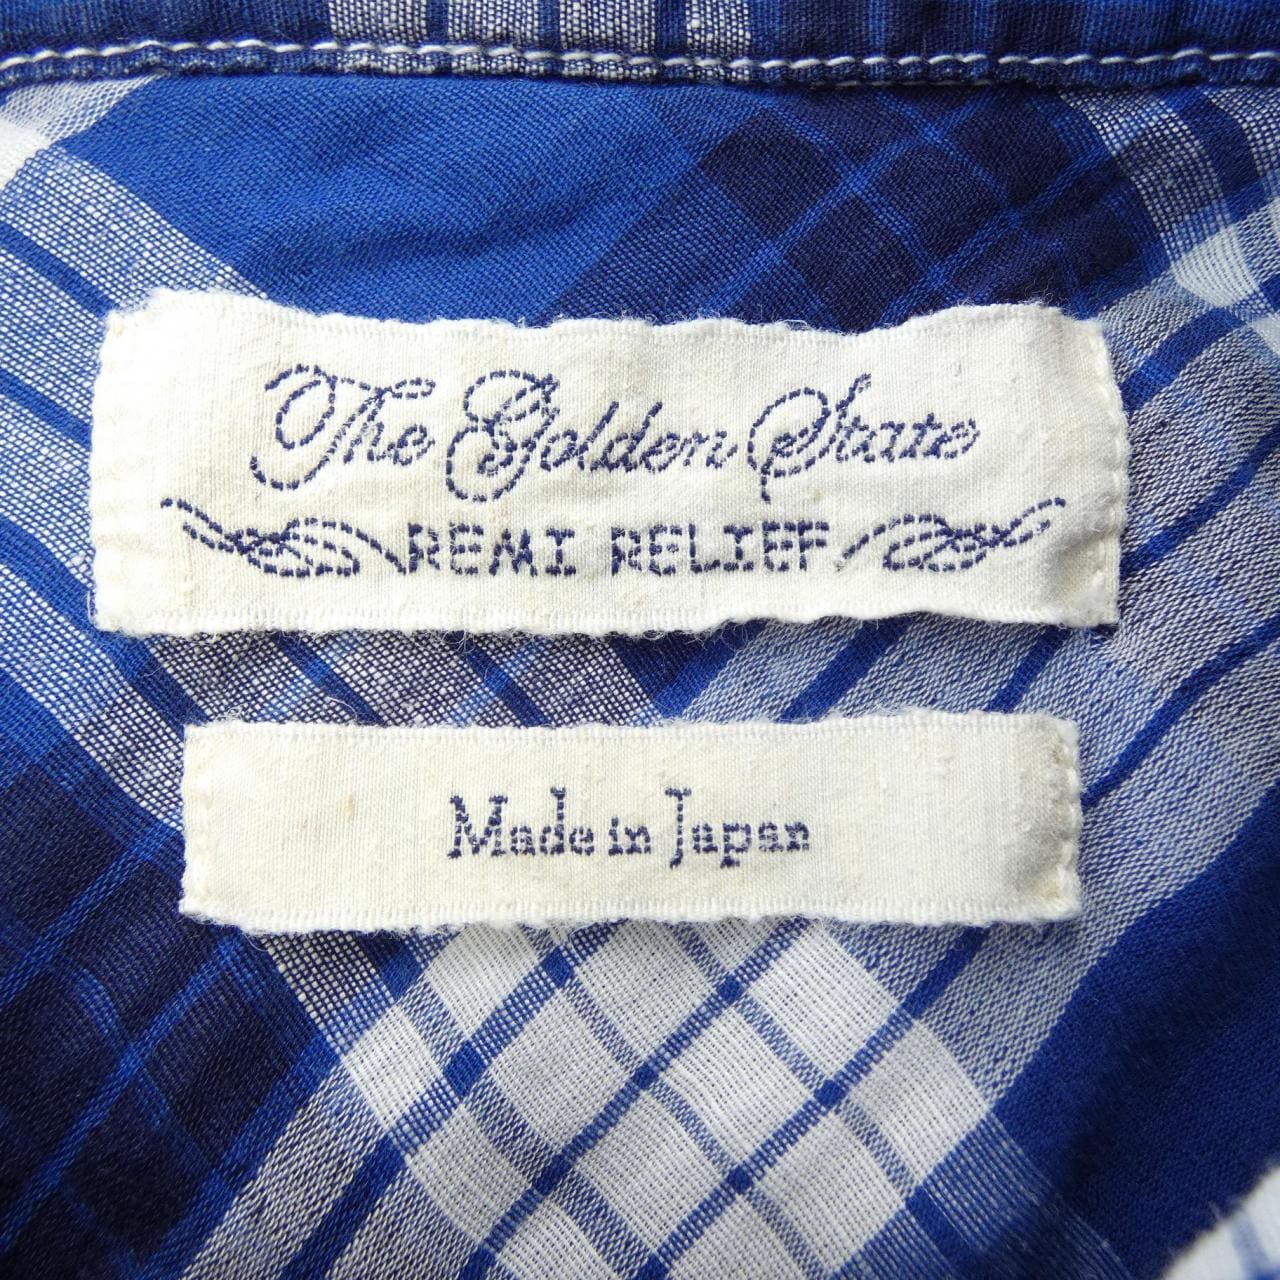 The Golden State
REMI RELIEF
Made in Japan